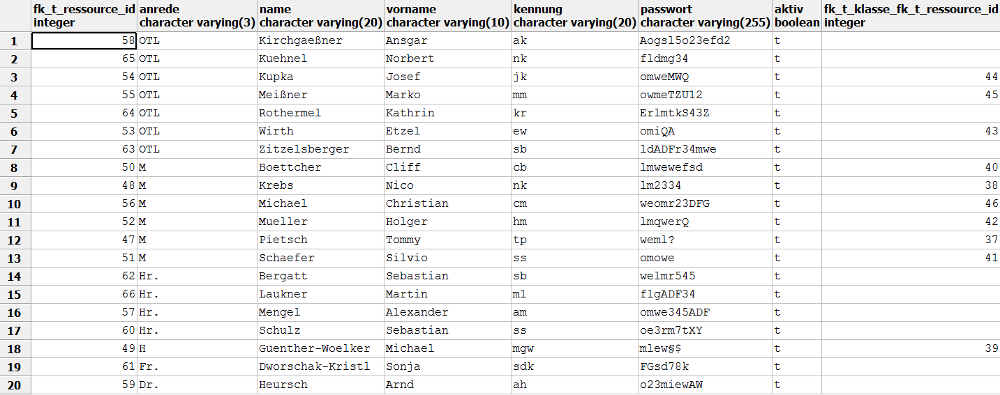 fk_t_ressource_id anrede name vorname kennung passwort aktiv fk_t_klasse_fk_t_ressource_id
integer character varying(3) character varying(20) character varying(10) character varying(20) character varying(255) boolean integer
1 58 OTL Kirchgaeßner Ansgar ak Aogsl5o23efd2 t
2 65 OTL Kuehnel Norbert nk fldmg34 t
3 54 OTL Kupka Josef jk omweMWQ t 44
4 55 OTL Meißner Marko mm owmeTZU12 t 45
5 64 OTL Rothermel Kathrin kr ErlmtkS43Z t
6 53 OTL Wirth Etzel ew omiQA t 43
7 63 OTL Zitzelsberger Bernd sb ldADFr34mwe t
8 50 M Boettcher Cliff cb lmwewefsd t 40
9 48 M Krebs Nico nk lm2334 t 38
10 56 M Michael Christian cm weomr23DFG t 46
11 52 M Mueller Holger hm lmqwerQ t 42
12 47 M Pietsch Tommy tp weml? t 37
13 51 M Schaefer Silvio ss omowe t 41
14 62 Hr. Bergatt Sebastian sb welmr545 t
15 66 Hr. Laukner Martin ml flgADF34 t
16 57 Hr. Mengel Alexander am omwe345ADF t
17 60 Hr. Schulz Sebastian ss oe3rm7tXY t
18 49 H Guenther-Woelker Michael mgw mlew§$ t 39
19 61 Fr. Dworschak-Kristl Sonja sdk FGsd78k t
20 59 Dr. Heursch Arnd ah o23miewAW t